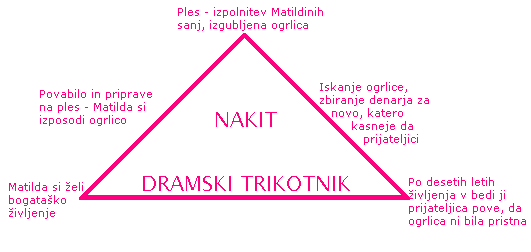 Ples - izpolnitev Matildinih
sanj, izgubljena ogrlica
Povabilo in priprave
na ples - Matilda si
izposodi ogrlico
Iskanje ogrlice,
zbiranje denarja za
novo, katero
kasneje da
prijateljici
NAKIT
DRAMSKI TRIKOTNIK
Matilda si želi
bogataško
življenje
Po desetih letih
življenja v bedi ji
prijateljica pove, da
ogrlica ni bila pristna